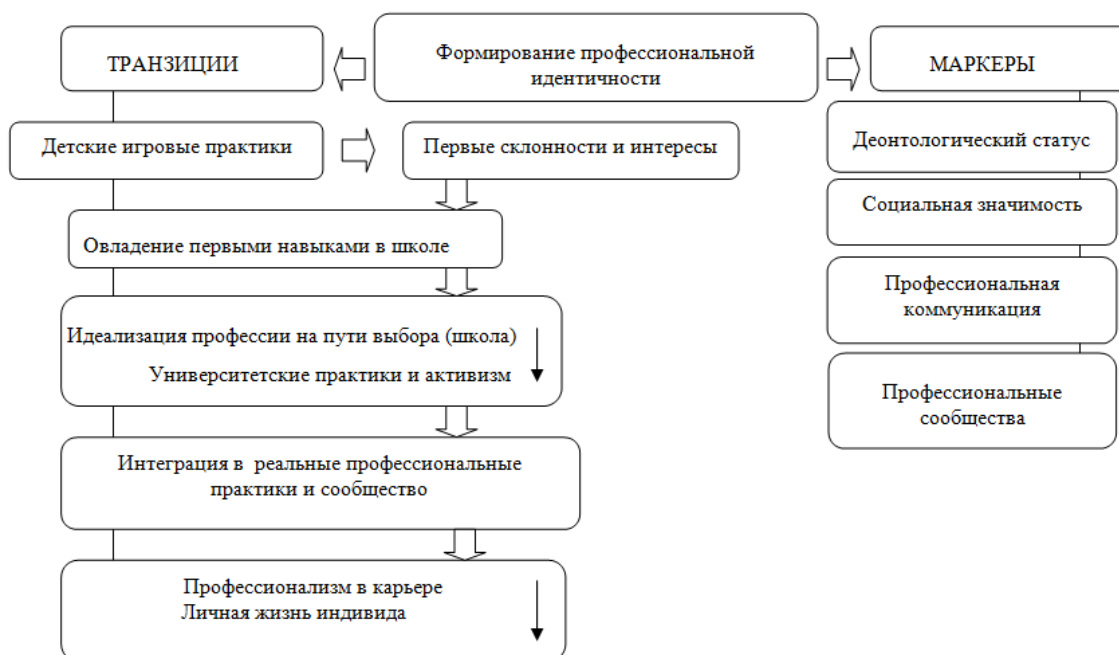 Формирование профессиональной
идентичности
ТРАНЗИЦИИ
МАРКЕРЫ
Детские игровые практики
Первые склонности и интересы
Овладение первыми навыками в школе
Идеализация профессии на пути выбора (школа)
Университетские практики и активизм
Интеграция в реальные профессиональные
практики и сообщество
Профессионализм в карьере
Личная жизнь индивида
Деонтологический статус
Социальная значимость
Профессиональная
коммуникация
Профессиональные
сообщества